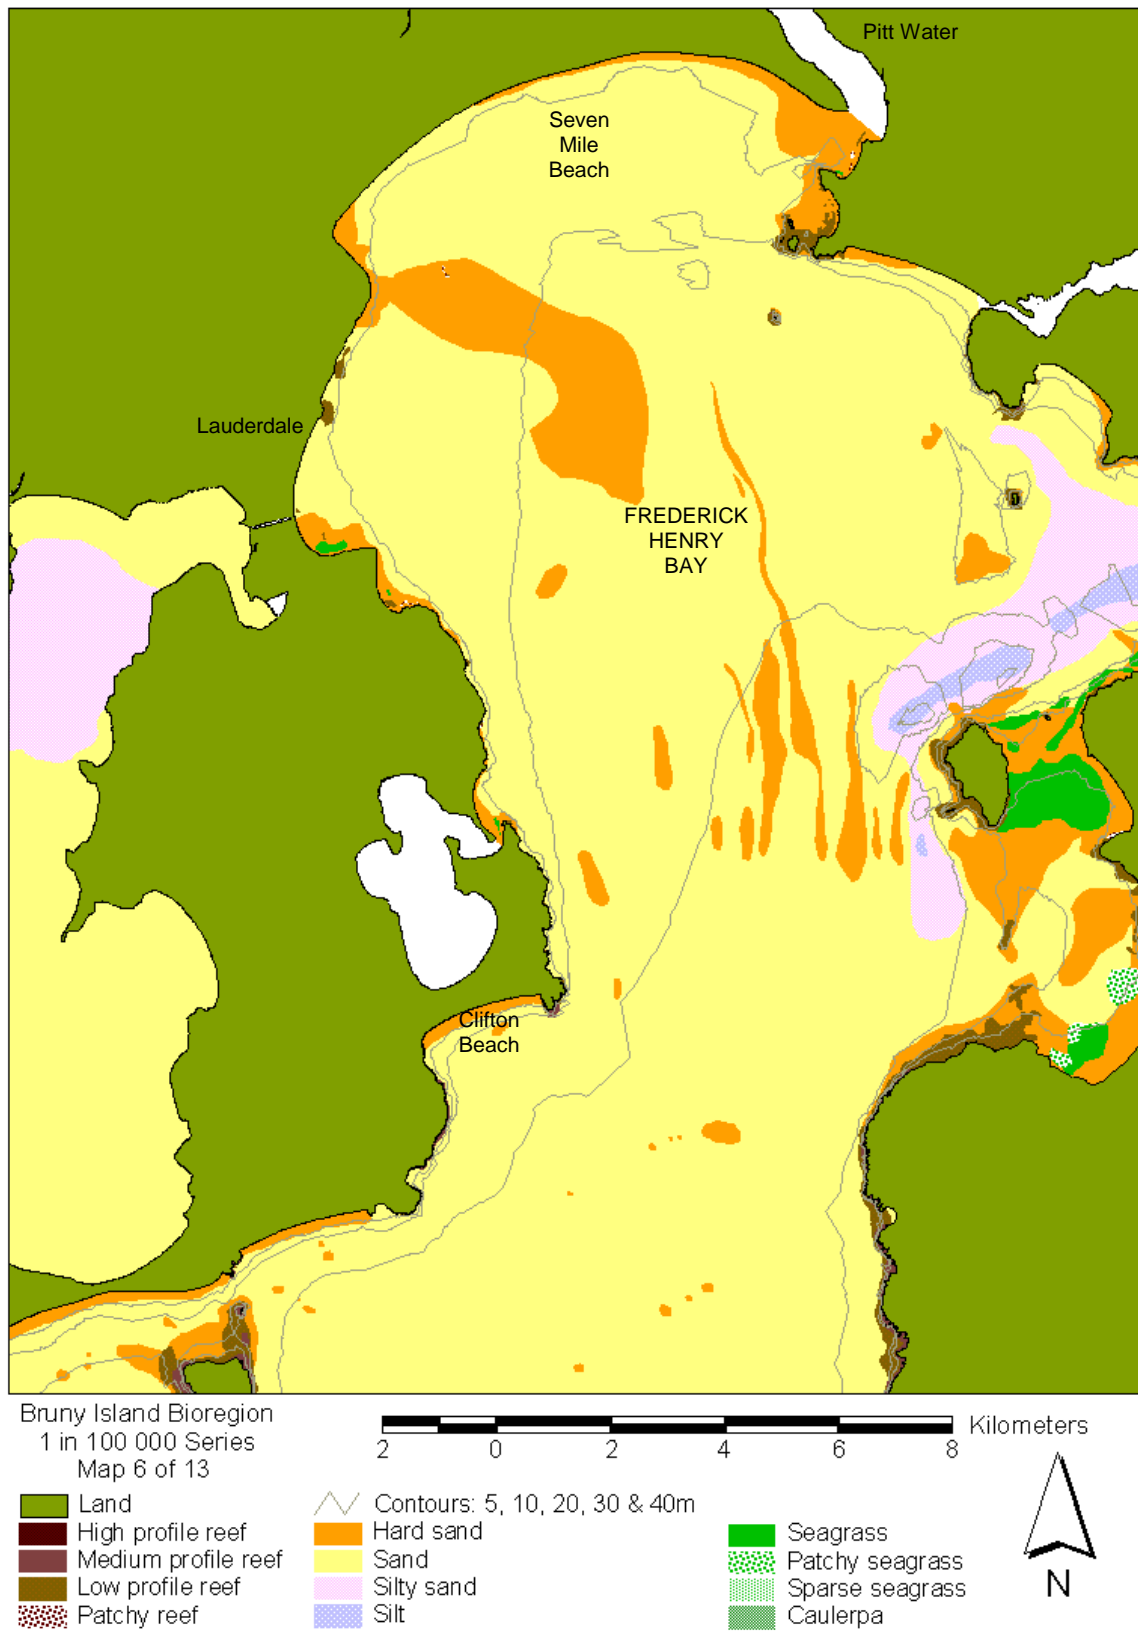 Pitt Water
Seven
Mile
Beach
Lauderdale
FREDERICK
HENRY
BAY
Clifton
Beach
Bruny Island Bioregion
1 in 100 000 Series
Map 6 of 13
2 0 2 4 6 8
Kilometers
Land
High profile reef
Medium profile reef
Low profile reef
Patchy reef
Contours: 5, 10, 20, 30 & 40m
Hard sand
Sand
Silty sand
Silt
Seagrass
Patchy seagrass
Sparse seagrass
Caulerpa
N